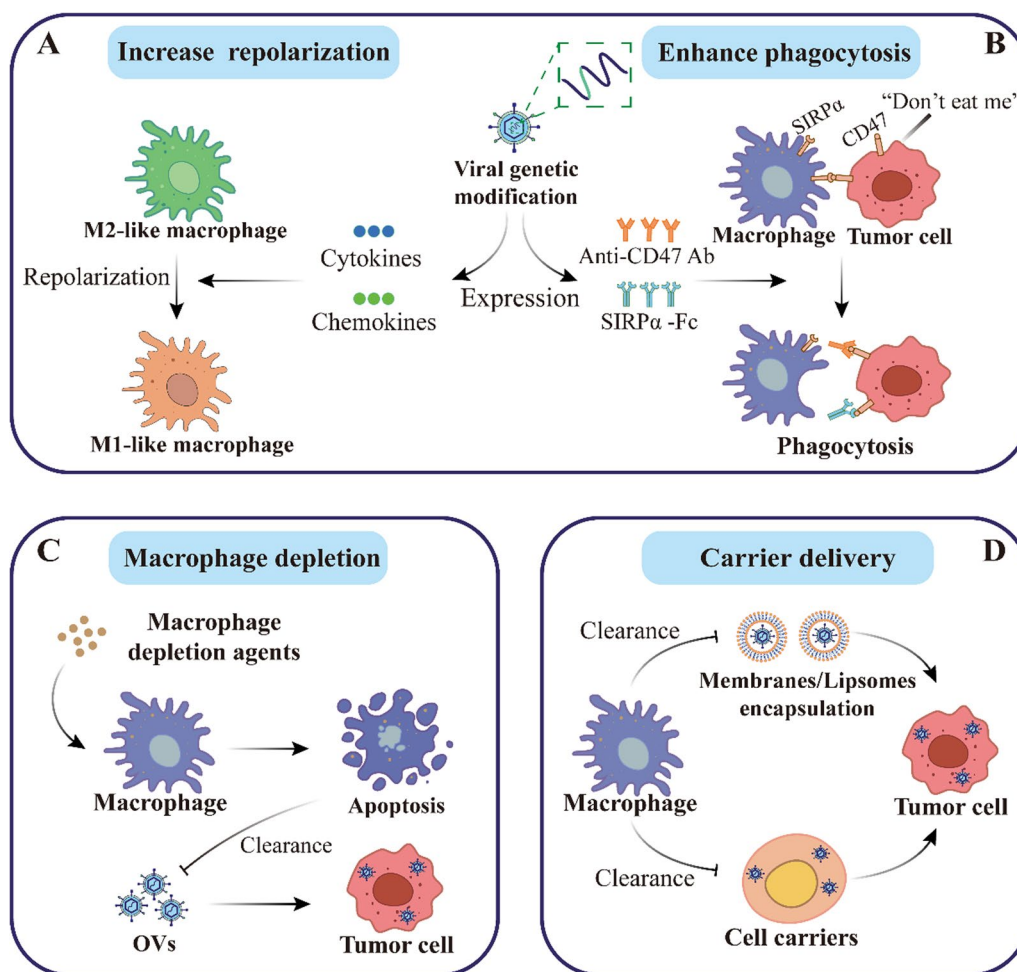 A
Increase repolarization
M2-like macrophage
Repolarization
M1-like macrophage
Cytokines
Chemokines
Viral genetic
modification
Expression
B
Enhance phagocytosis
SIRPα
CD47
“Don’t eat me”
Macrophage
Tumor cell
Anti-CD47 Ab
SIRPα -Fc
Phagocytosis
C
Macrophage depletion
Macrophage
depletion agents
Macrophage
Apoptosis
Clearance
OVs
Tumor cell
D
Carrier delivery
Clearance
Membranes/Lipsomes
encapsulation
Macrophage
Tumor cell
Clearance
Cell carriers